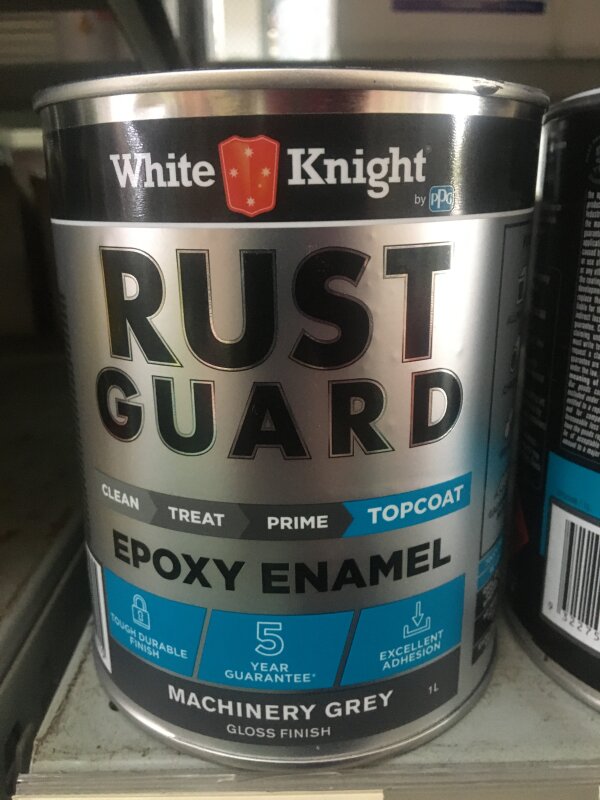 White Knight
by PPG
RUST
GUARD
CLEAN TREAT PRIME TOPCOAT
EPOXY ENAMEL
TOUGH DURABLE
FINISH
5
YEAR
GUARANTEE*
EXCELLENT
ADHESION
MACHINERY GREY 1L
GLOSS FINISH